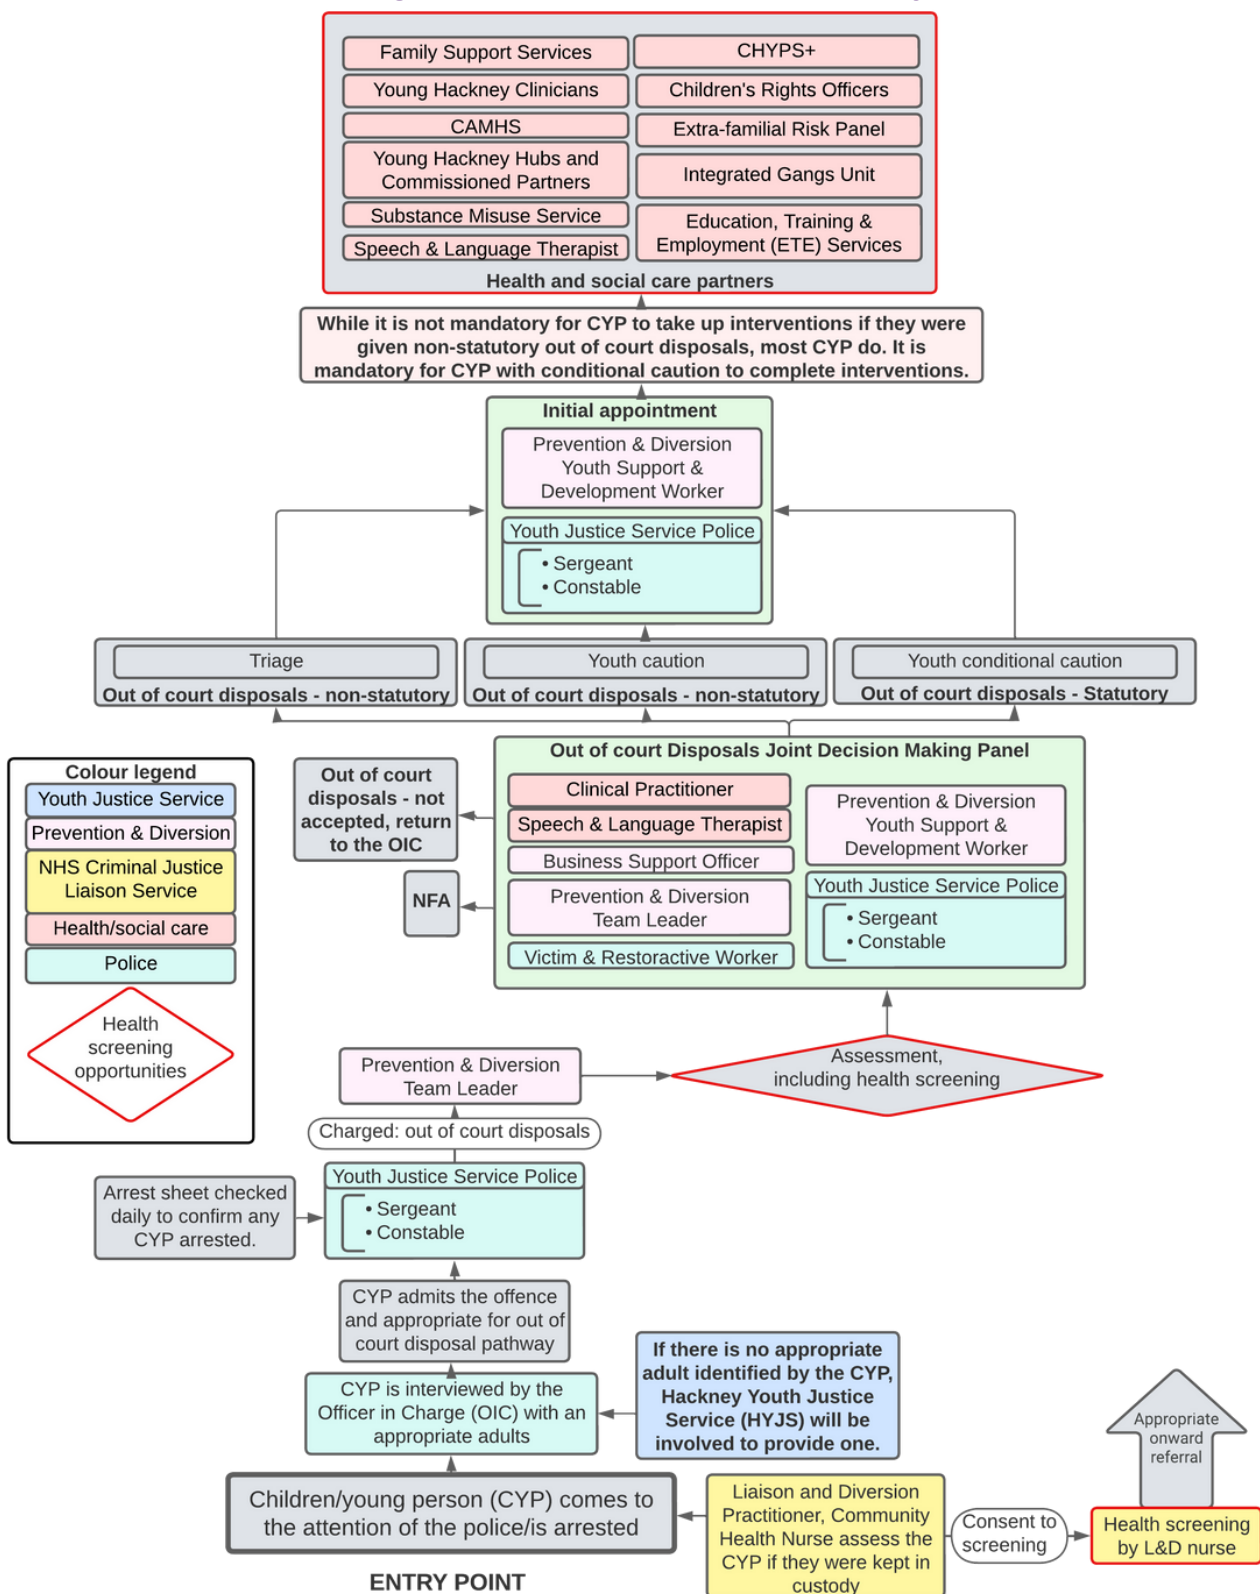 Family Support Services
CHYPS+
Young Hackney Clinicians
Children's Rights Officers
CAMHS
Extra-familial Risk Panel
Young Hackney Hubs and
Commissioned Partners
Integrated Gangs Unit
Substance Misuse Service
Education, Training &
Employment (ETE) Services
Speech & Language Therapist
Health and social care partners
While it is not mandatory for CYP to take up interventions if they were
given non-statutory out of court disposals, most CYP do. It is
mandatory for CYP with conditional caution to complete interventions.
Initial appointment
Prevention & Diversion
Youth Support &
Development Worker
Youth Justice Service Police
• Sergeant
• Constable
Triage
Out of court disposals - non-statutory
Youth caution
Out of court disposals - non-statutory
Youth conditional caution
Out of court disposals - Statutory
Out of court Disposals Joint Decision Making Panel
Clinical Practitioner
Speech & Language Therapist
Business Support Officer
Prevention & Diversion
Team Leader
Victim & Restoractive Worker
Prevention & Diversion
Youth Support &
Development Worker
Youth Justice Service Police
• Sergeant
• Constable
Out of court
disposals - not
accepted, return
to the OIC
NFA
Colour legend
Youth Justice Service
Prevention & Diversion
NHS Criminal Justice
Liaison Service
Health/social care
Police
Health
screening
opportunities
Assessment,
including health screening
Prevention & Diversion
Team Leader
Charged: out of court disposals
Youth Justice Service Police
• Sergeant
• Constable
Arrest sheet checked
daily to confirm any
CYP arrested.
CYP admits the offence
and appropriate for out of
court disposal pathway
CYP is interviewed by the
Officer in Charge (OIC) with an
appropriate adults
If there is no appropriate
adult identified by the CYP,
Hackney Youth Justice
Service (HYJS) will be
involved to provide one.
Children/young person (CYP) comes to
the attention of the police/is arrested
ENTRY POINT
Liaison and Diversion
Practitioner, Community
Health Nurse assess the
CYP if they were kept in
custody
Consent to
screening
Health screening
by L&D nurse
Appropriate
onward
referral